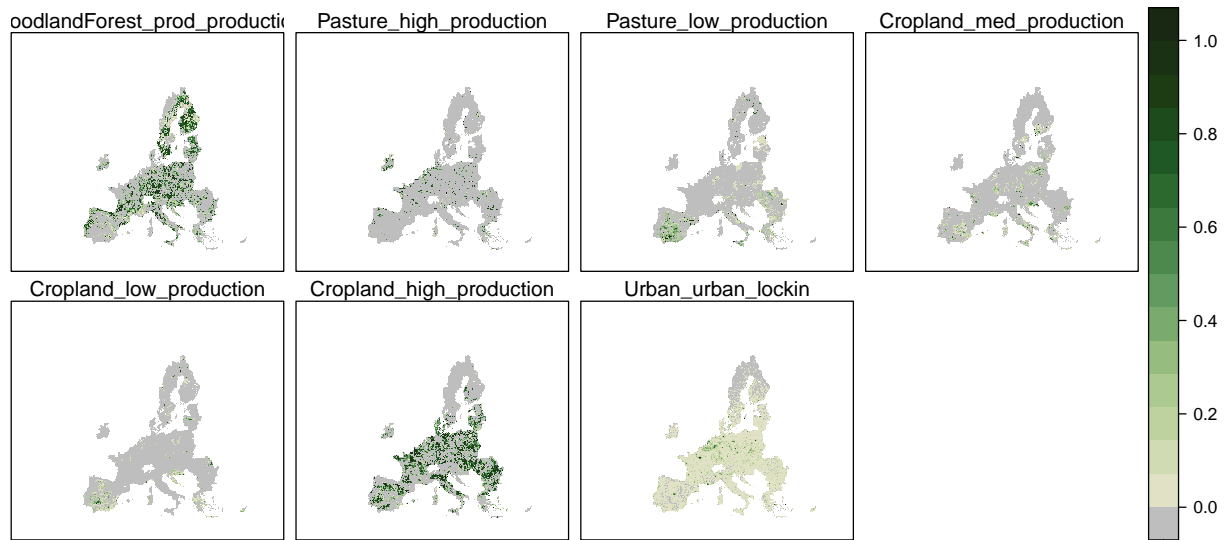 oodlandForest_prod_productio
Pasture_high_production
Pasture_low_production
Cropland_med_production
Cropland_low_production
Cropland_high_production
Urban_urban_lockin
1.0
0.8
0.6
0.4
0.2
0.0